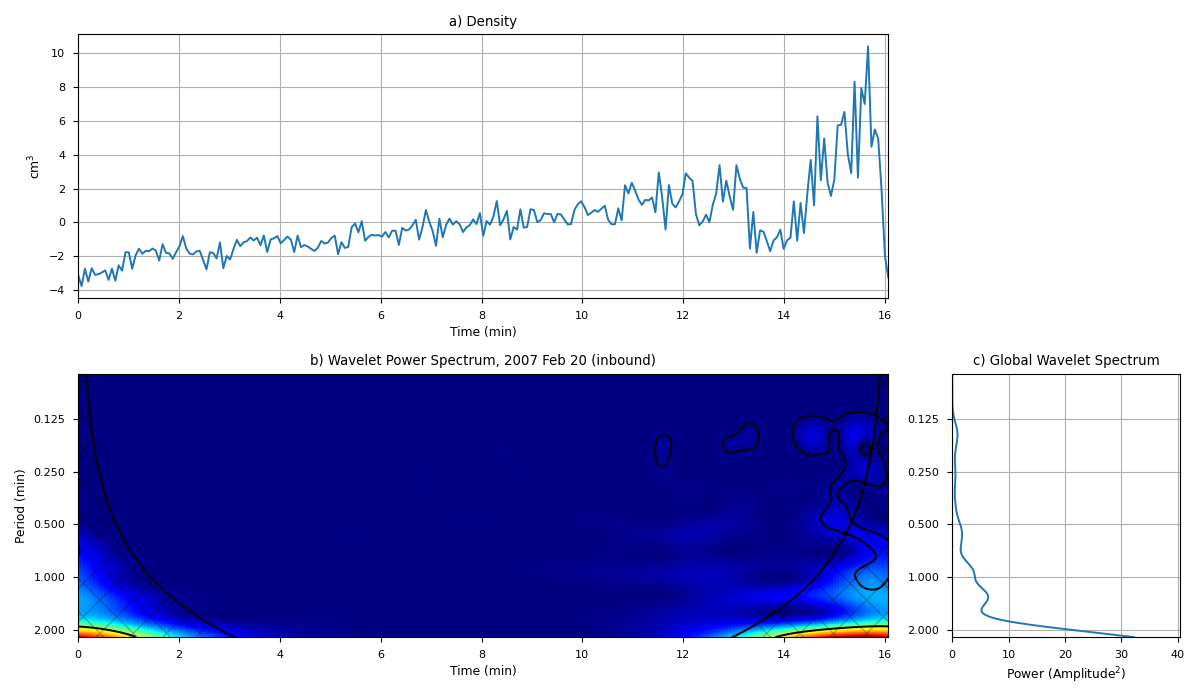 a) Density
cm³
10
8
6
4
2
0
−2
−4
0 2 4 6 8 10 12 14 16
Time (min)
b) Wavelet Power Spectrum, 2007 Feb 20 (inbound)
Period (min)
0.125
0.250
0.500
1.000
2.000
0 2 4 6 8 10 12 14 16
Time (min)
c) Global Wavelet Spectrum
0.125
0.250
0.500
1.000
2.000
0 10 20 30 40
Power (Amplitude²)